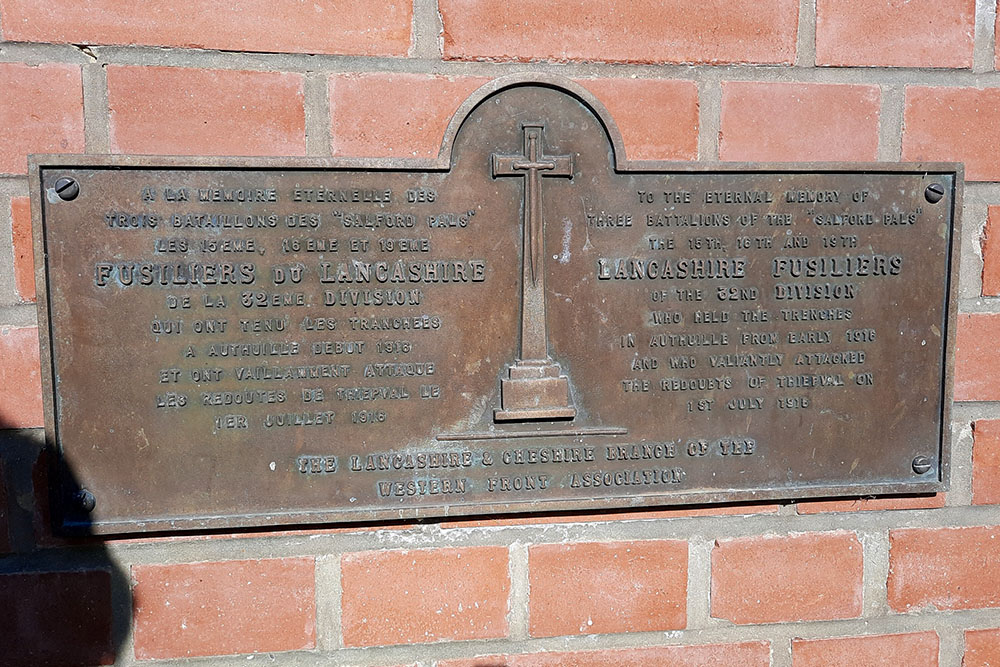 A LA MEMOIRE ETERNELLE DES
TROIS BATAILLONS DES "SALFORD PALS"
LES 15EME, 16EME ET 19EME
FUSILIERS DU LANCASHIRE
DE LA 32EME DIVISION
QUI ONT TENU LES TRANCHEES
A AUTHUILLE DEBUT 1916
ET ONT VAILLAMMENT ATTAQUE
LES REDOUTES DE THIEPVAL LE
1ER JUILLET 1916
TO THE ETERNAL MEMORY OF
THREE BATTALIONS OF THE "SALFORD PALS"
THE 15TH, 16TH AND 19TH
LANCASHIRE FUSILIERS
OF THE 32ND DIVISION
WHO HELD THE TRENCHES
IN AUTHUILLE FROM EARLY 1916
AND WHO VALIANTLY ATTACKED
THE REDOUBTS OF THIEPVAL ON
1ST JULY 1916
THE LANCASHIRE & CHESHIRE BRANCH OF THE
WESTERN FRONT ASSOCIATION